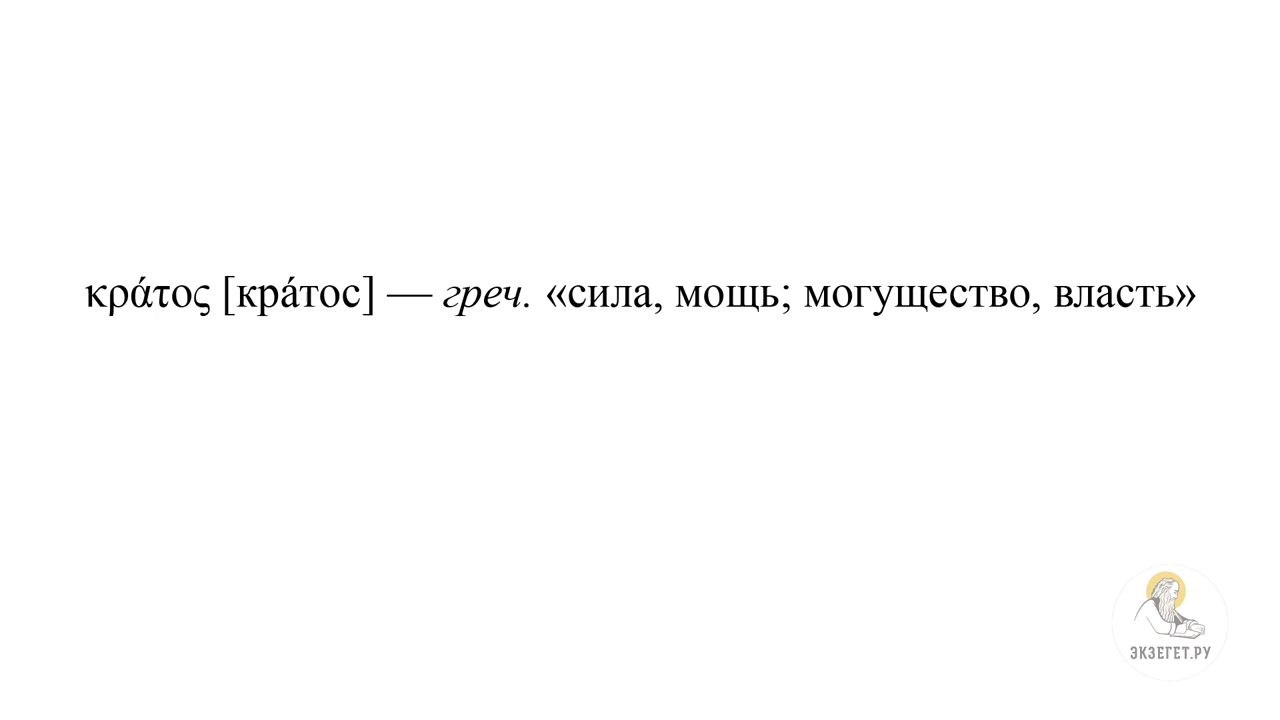 κράτος [кра́тос] — греч. «сила, мощь; могущество, власть»
ЭКЗЕГЕТ.РУ